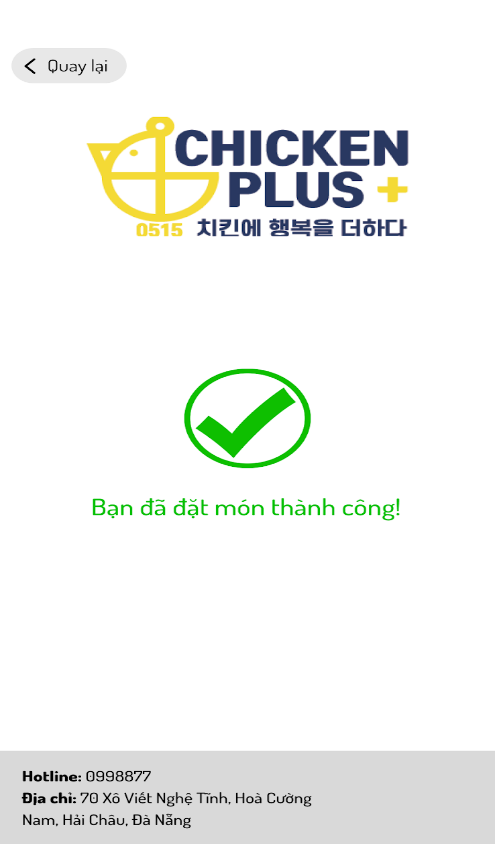 Quay lại
CHICKEN
PLUS +
0515 치킨에 행복을 더하다
Bạn đã đặt món thành công!
Hotline: 0998877
Địa chỉ: 70 Xô Viết Nghệ Tĩnh, Hoà Cường
Nam, Hải Châu, Đà Nẵng